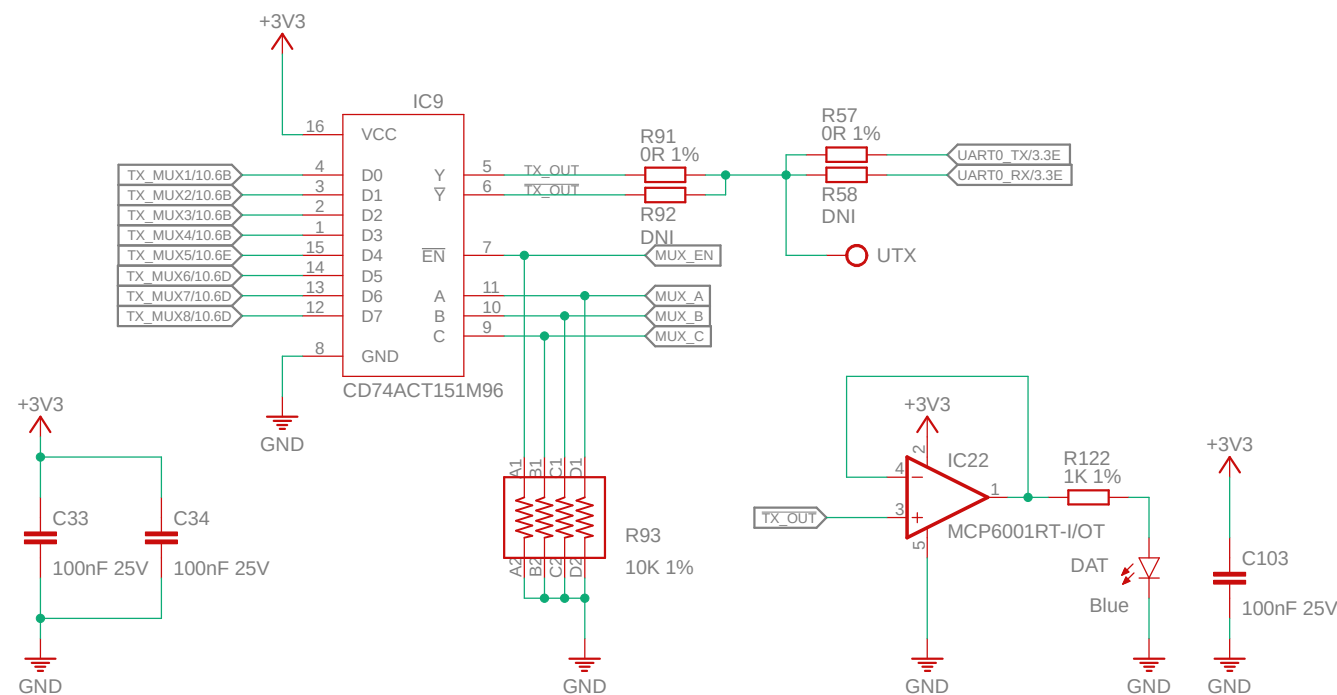 +3V3
IC9
16
VCC
TX_MUX1/10.6B
4
D0
Y
5
TX_OUT
TX_MUX2/10.6B
3
D1
Y
6
TX_OUT
TX_MUX3/10.6B
2
D2
TX_MUX4/10.6B
1
D3
TX_MUX5/10.6E
15
D4
EN
7
MUX_EN
TX_MUX6/10.6D
14
D5
TX_MUX7/10.6D
13
D6
A
11
MUX_A
TX_MUX8/10.6D
12
D7
B
10
MUX_B
C
9
MUX_C
8
GND
CD74ACT151M96
GND
R91
0R 1%
R92
DNI
R57
0R 1%
UART0_TX/3.3E
UART0_RX/3.3E
R58
DNI
UTX
+3V3
C33
100nF 25V
C34
100nF 25V
GND
A1
B1
C1
D1
R93
10K 1%
A2
B2
C2
D2
GND
+3V3
2
IC22
4
1
3
5
TX_OUT
MCP6001RT-I/OT
GND
R122
1K 1%
DAT
Blue
GND
+3V3
C103
100nF 25V
GND